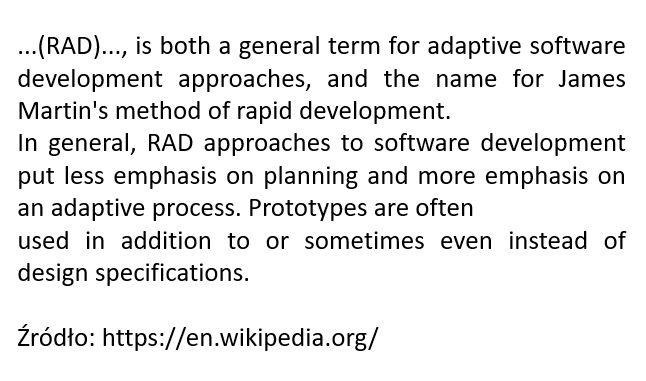 ...(RAD)..., is both a general term for adaptive software
development approaches, and the name for James
Martin's method of rapid development.
In general, RAD approaches to software development
put less emphasis on planning and more emphasis on
an adaptive process. Prototypes are often
used in addition to or sometimes even instead of
design specifications.
Źródło: https://en.wikipedia.org/